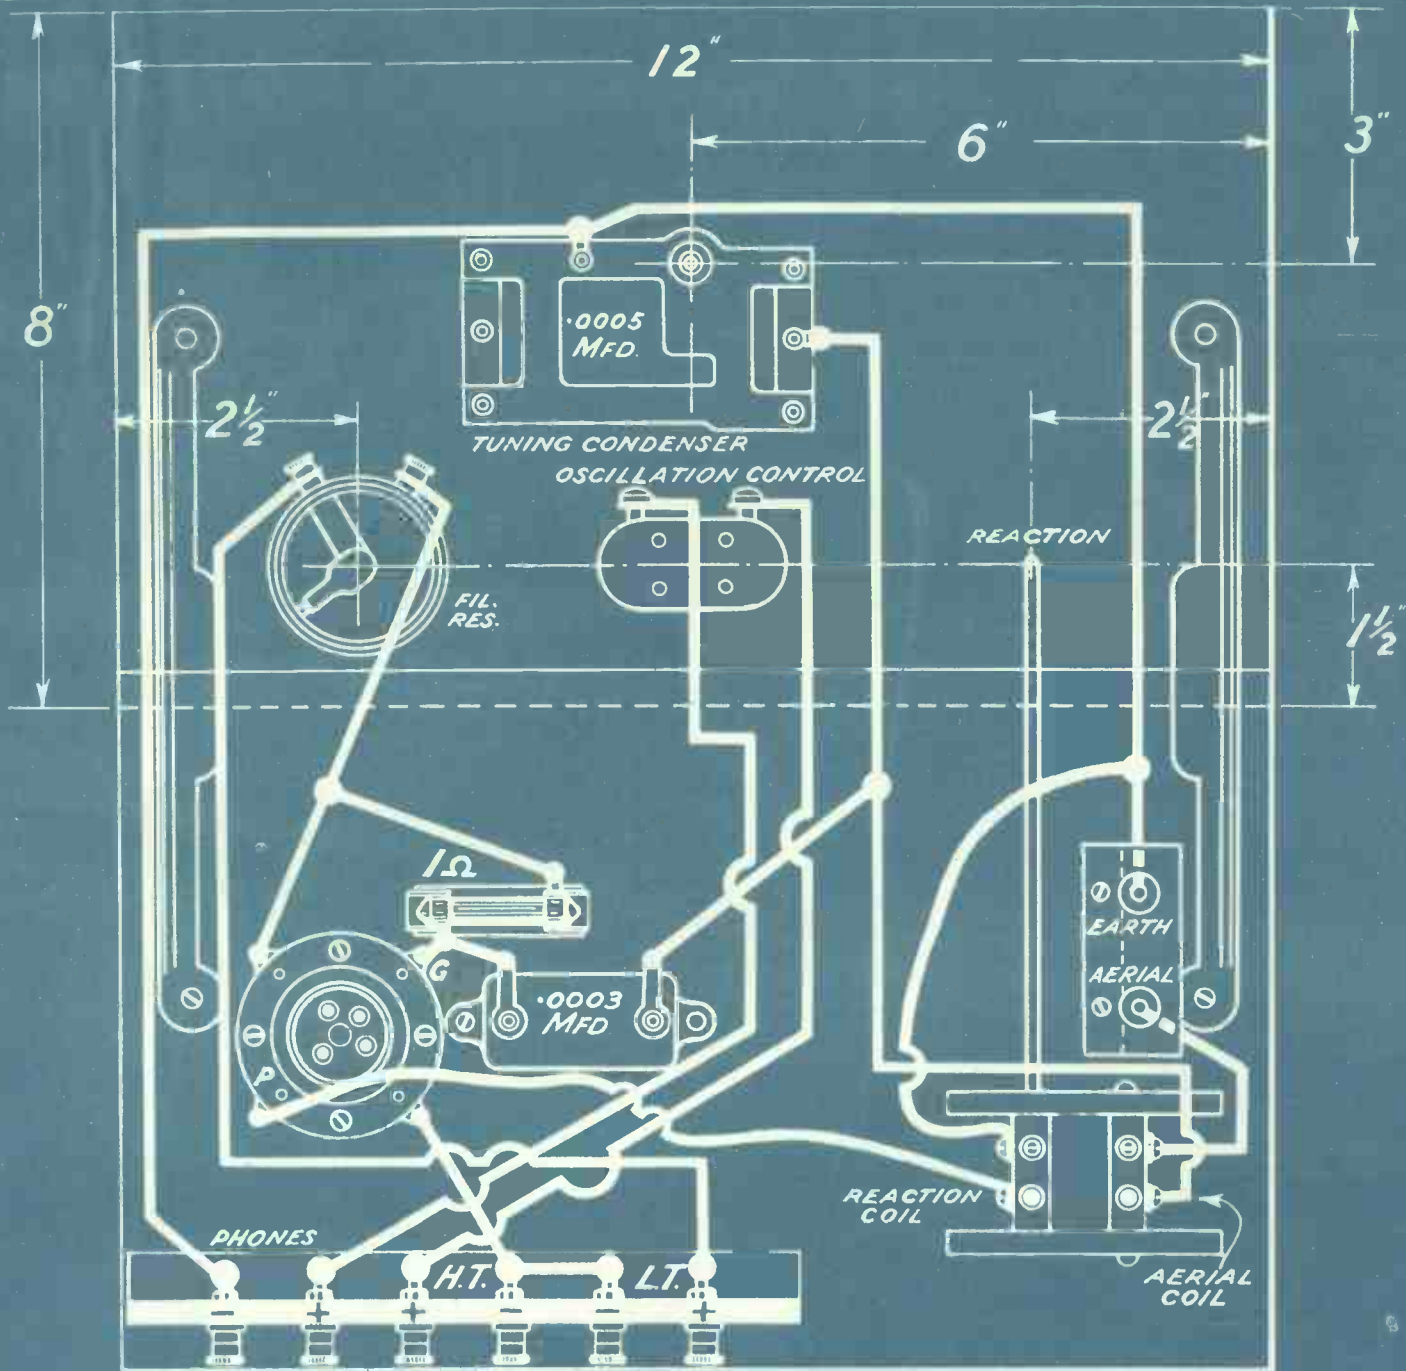 12"
6"
3"
8"
.0005
MFD.
2½"
2½"
TUNING CONDENSER
OSCILLATION CONTROL
REACTION
FIL.
RES.
1½"
1Ω
EARTH
G
AERIAL
.0003
MFD
P
REACTION
COIL
PHONES
H.T.
L.T.
AERIAL
COIL
- + + - - +